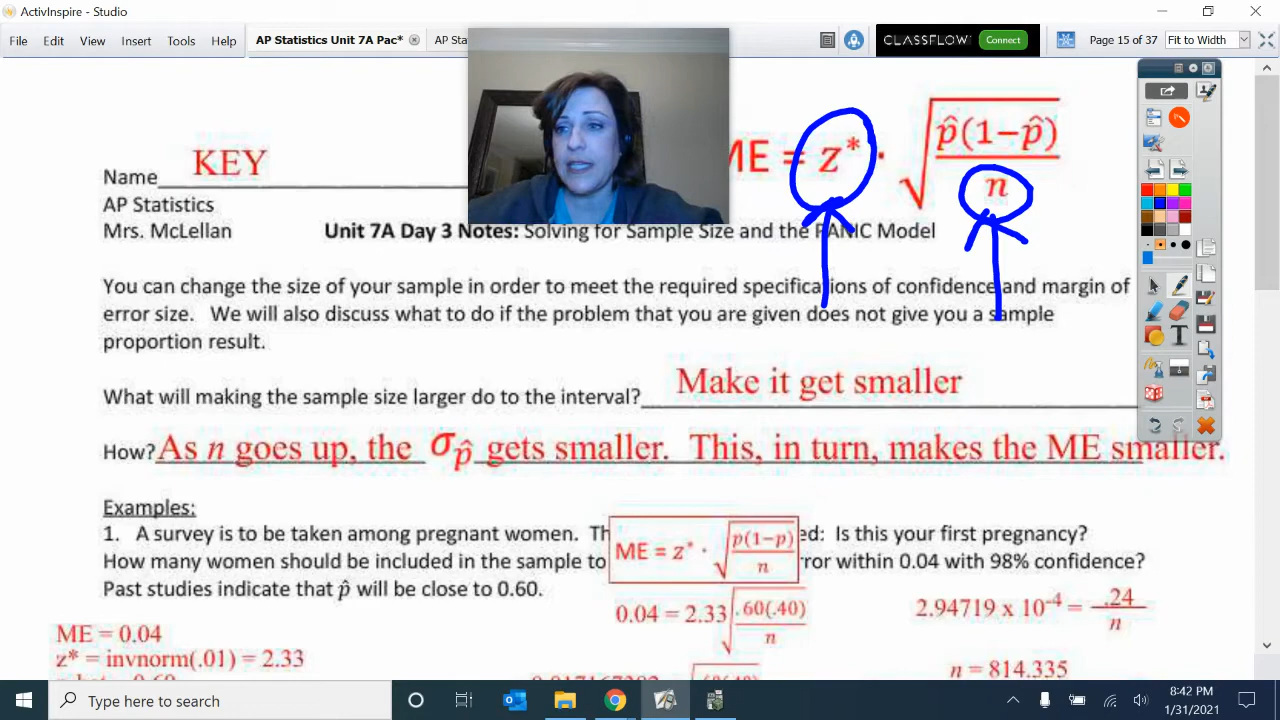 ActivInspire - Studio
File Edit View Insert Tools Help AP Statistics Unit 7A Pac* AP Sta CLASSFLOW Connect Page 15 of 37 Fit to Width
ME = z* · √p̂(1−p̂)/n
Name KEY
AP Statistics
Mrs. McLellan Unit 7A Day 3 Notes: Solving for Sample Size and the PANIC Model
You can change the size of your sample in order to meet the required specifications of confidence and margin of
error size. We will also discuss what to do if the problem that you are given does not give you a sample
proportion result.
What will making the sample size larger do to the interval? Make it get smaller
How? As n goes up, the σp̂ gets smaller. This, in turn, makes the ME smaller.
Examples:
1. A survey is to be taken among pregnant women. ed: Is this your first pregnancy?
ME = z* · √p(1−p)/n
How many women should be included in the sample to rror within 0.04 with 98% confidence?
Past studies indicate that p̂ will be close to 0.60.
0.04 = 2.33√.60(.40)/n
2.94719 x 10⁻⁴ = .24/n
ME = 0.04
z* = invnorm(.01) = 2.33
n = 814.335
Type here to search
8:42 PM
1/31/2021